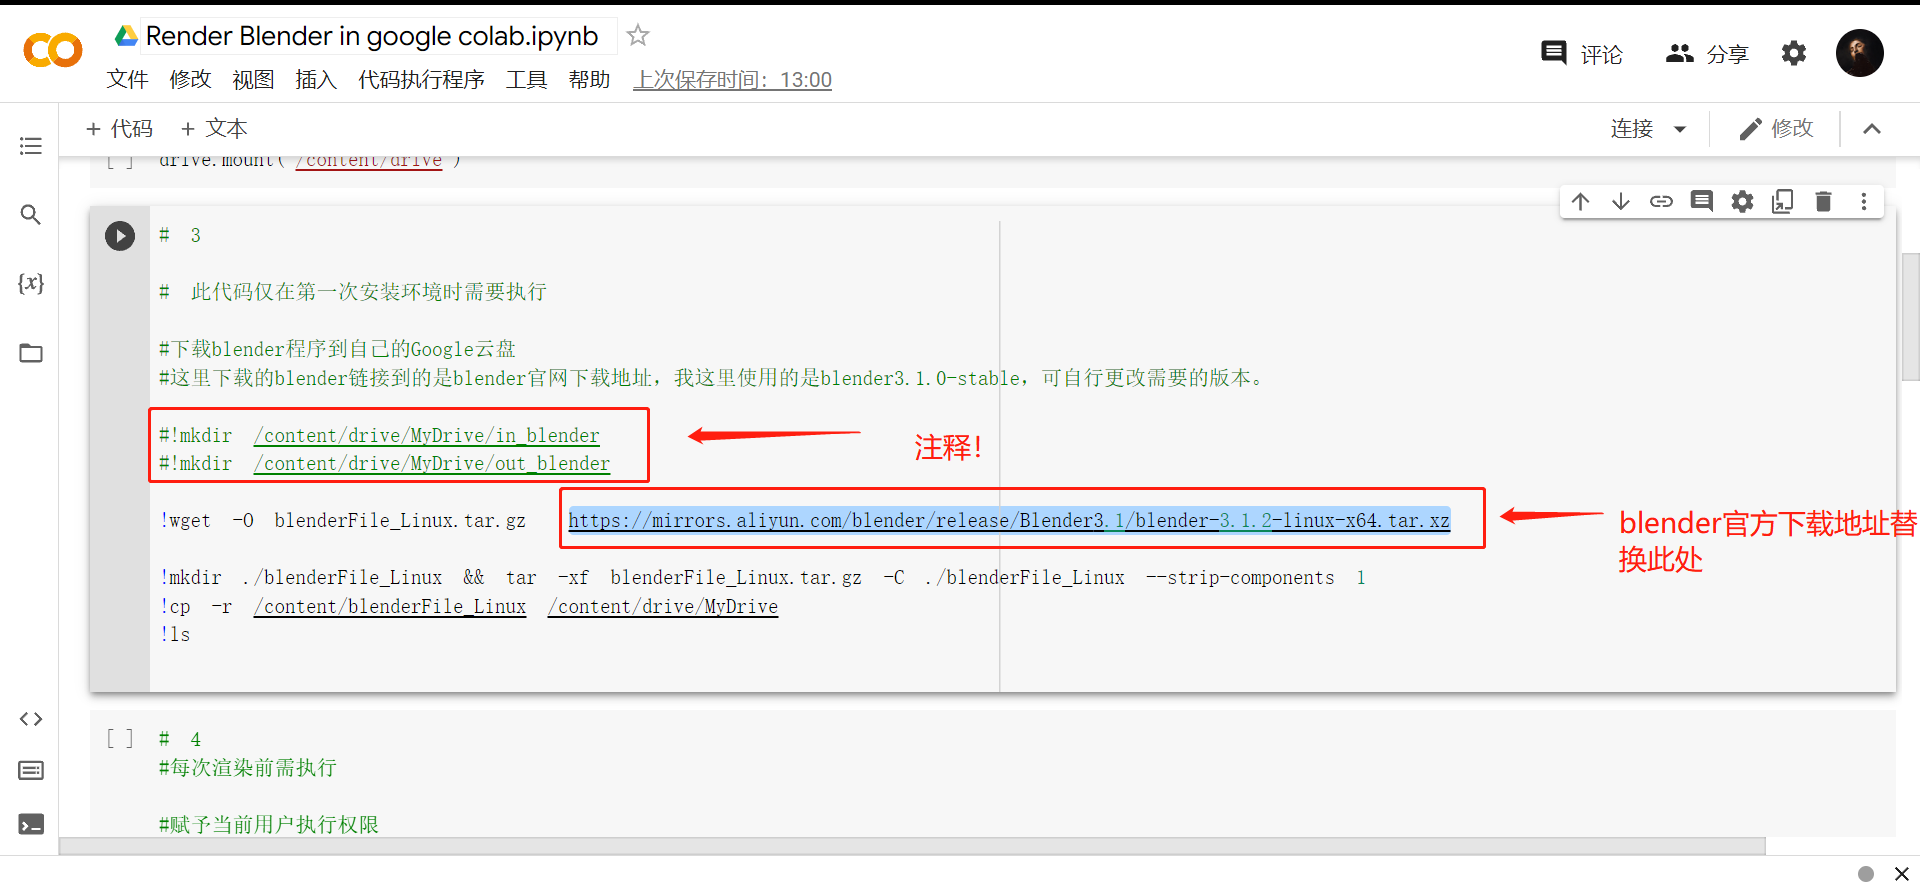 Render Blender in google colab.ipynb
文件 修改 视图 插入 代码执行程序 工具 帮助 上次保存时间：13:00
评论 分享
+ 代码 + 文本
连接 修改
[ ] drive.mount('/content/drive')
# 3
# 此代码仅在第一次安装环境时需要执行
#下载blender程序到自己的Google云盘
#这里下载的blender链接到的是blender官网下载地址，我这里使用的是blender3.1.0-stable，可自行更改需要的版本。
#!mkdir /content/drive/MyDrive/in_blender
#!mkdir /content/drive/MyDrive/out_blender
注释！
!wget -O blenderFile_Linux.tar.gz https://mirrors.aliyun.com/blender/release/Blender3.1/blender-3.1.2-linux-x64.tar.xz
blender官方下载地址替
换此处
!mkdir ./blenderFile_Linux && tar -xf blenderFile_Linux.tar.gz -C ./blenderFile_Linux --strip-components 1
!cp -r /content/blenderFile_Linux /content/drive/MyDrive
!ls
[ ] # 4
#每次渲染前需执行
#赋予当前用户执行权限